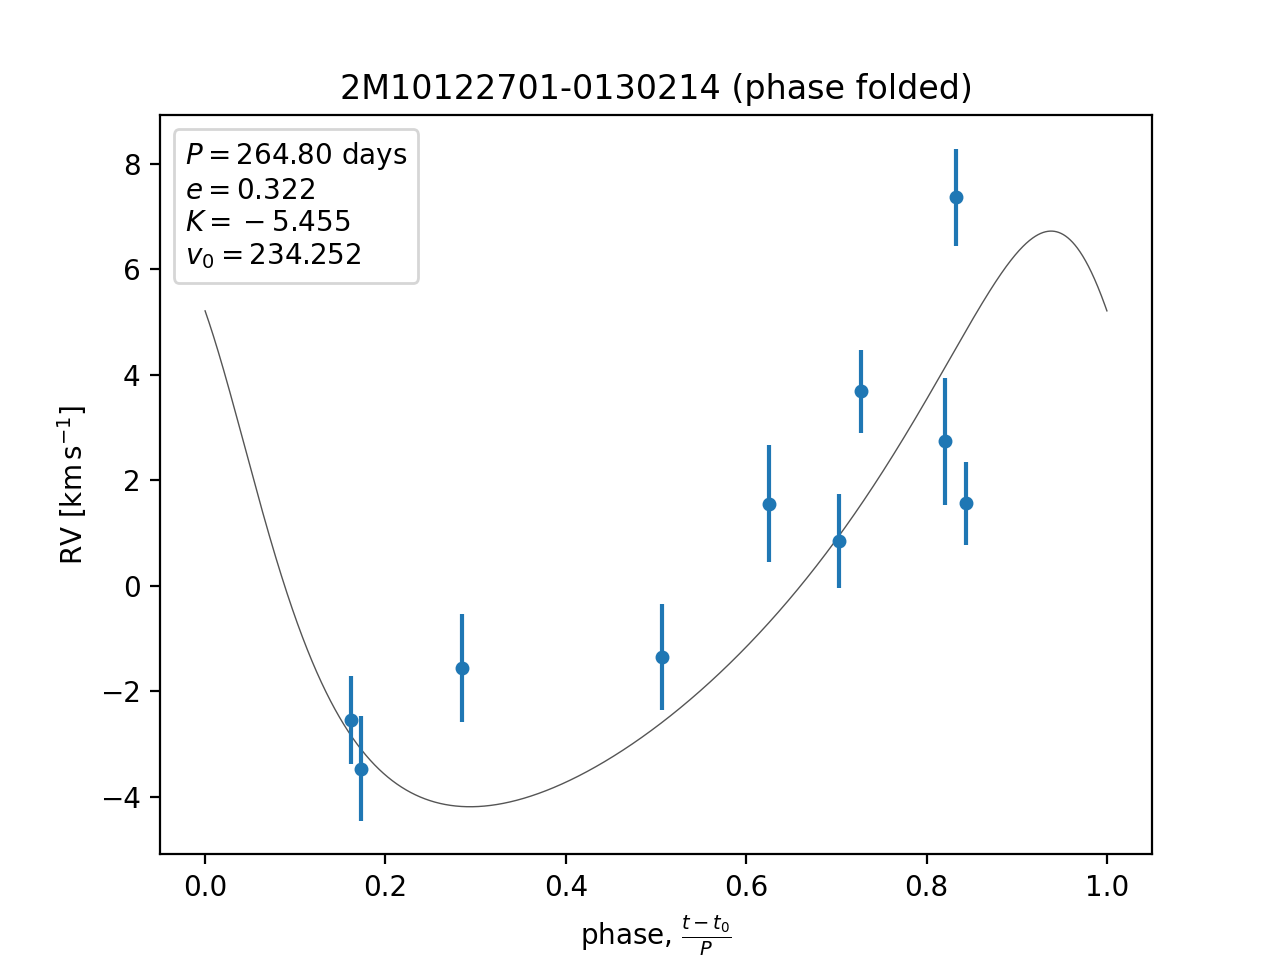 2M10122701-0130214 (phase folded)
P = 264.80 days
e = 0.322
K = −5.455
v₀ = 234.252
8
6
4
2
0
−2
−4
RV [km s⁻¹]
0.0 0.2 0.4 0.6 0.8 1.0
phase, (t − t₀)/P